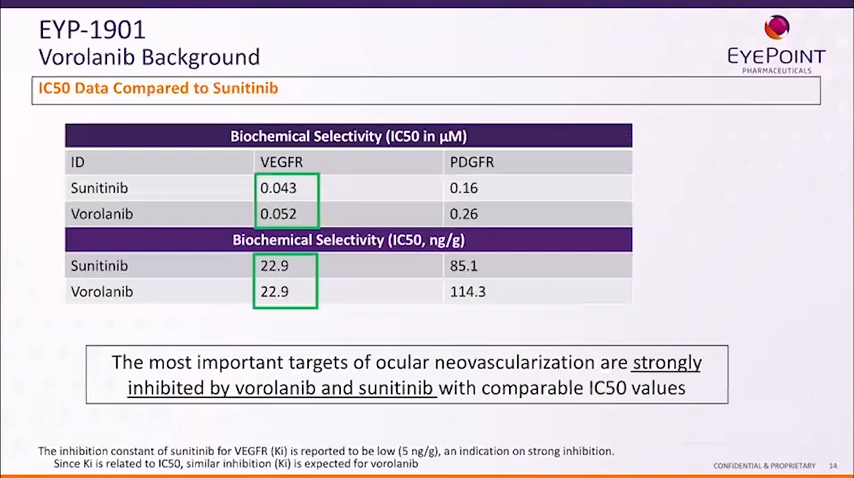 EYP-1901
Vorolanib Background
EYEPOINT
PHARMACEUTICALS
IC50 Data Compared to Sunitinib
Biochemical Selectivity (IC50 in µM)
ID VEGFR PDGFR
Sunitinib 0.043 0.16
Vorolanib 0.052 0.26
Biochemical Selectivity (IC50, ng/g)
Sunitinib 22.9 85.1
Vorolanib 22.9 114.3
The most important targets of ocular neovascularization are strongly
inhibited by vorolanib and sunitinib with comparable IC50 values
The inhibition constant of sunitinib for VEGFR (Ki) is reported to be low (5 ng/g), an indication on strong inhibition.
Since Ki is related to IC50, similar inhibition (Ki) is expected for vorolanib
CONFIDENTIAL & PROPRIETARY 14